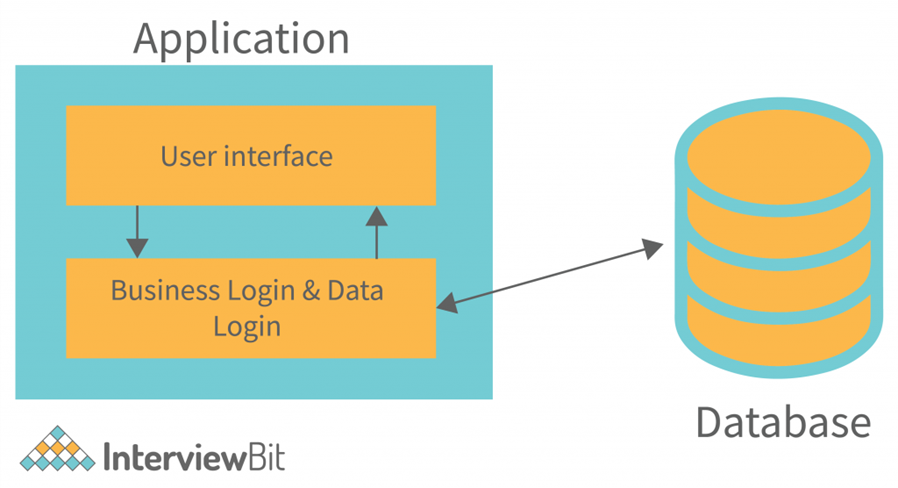 Application
User interface
Business Login & Data
Login
Database
InterviewBit